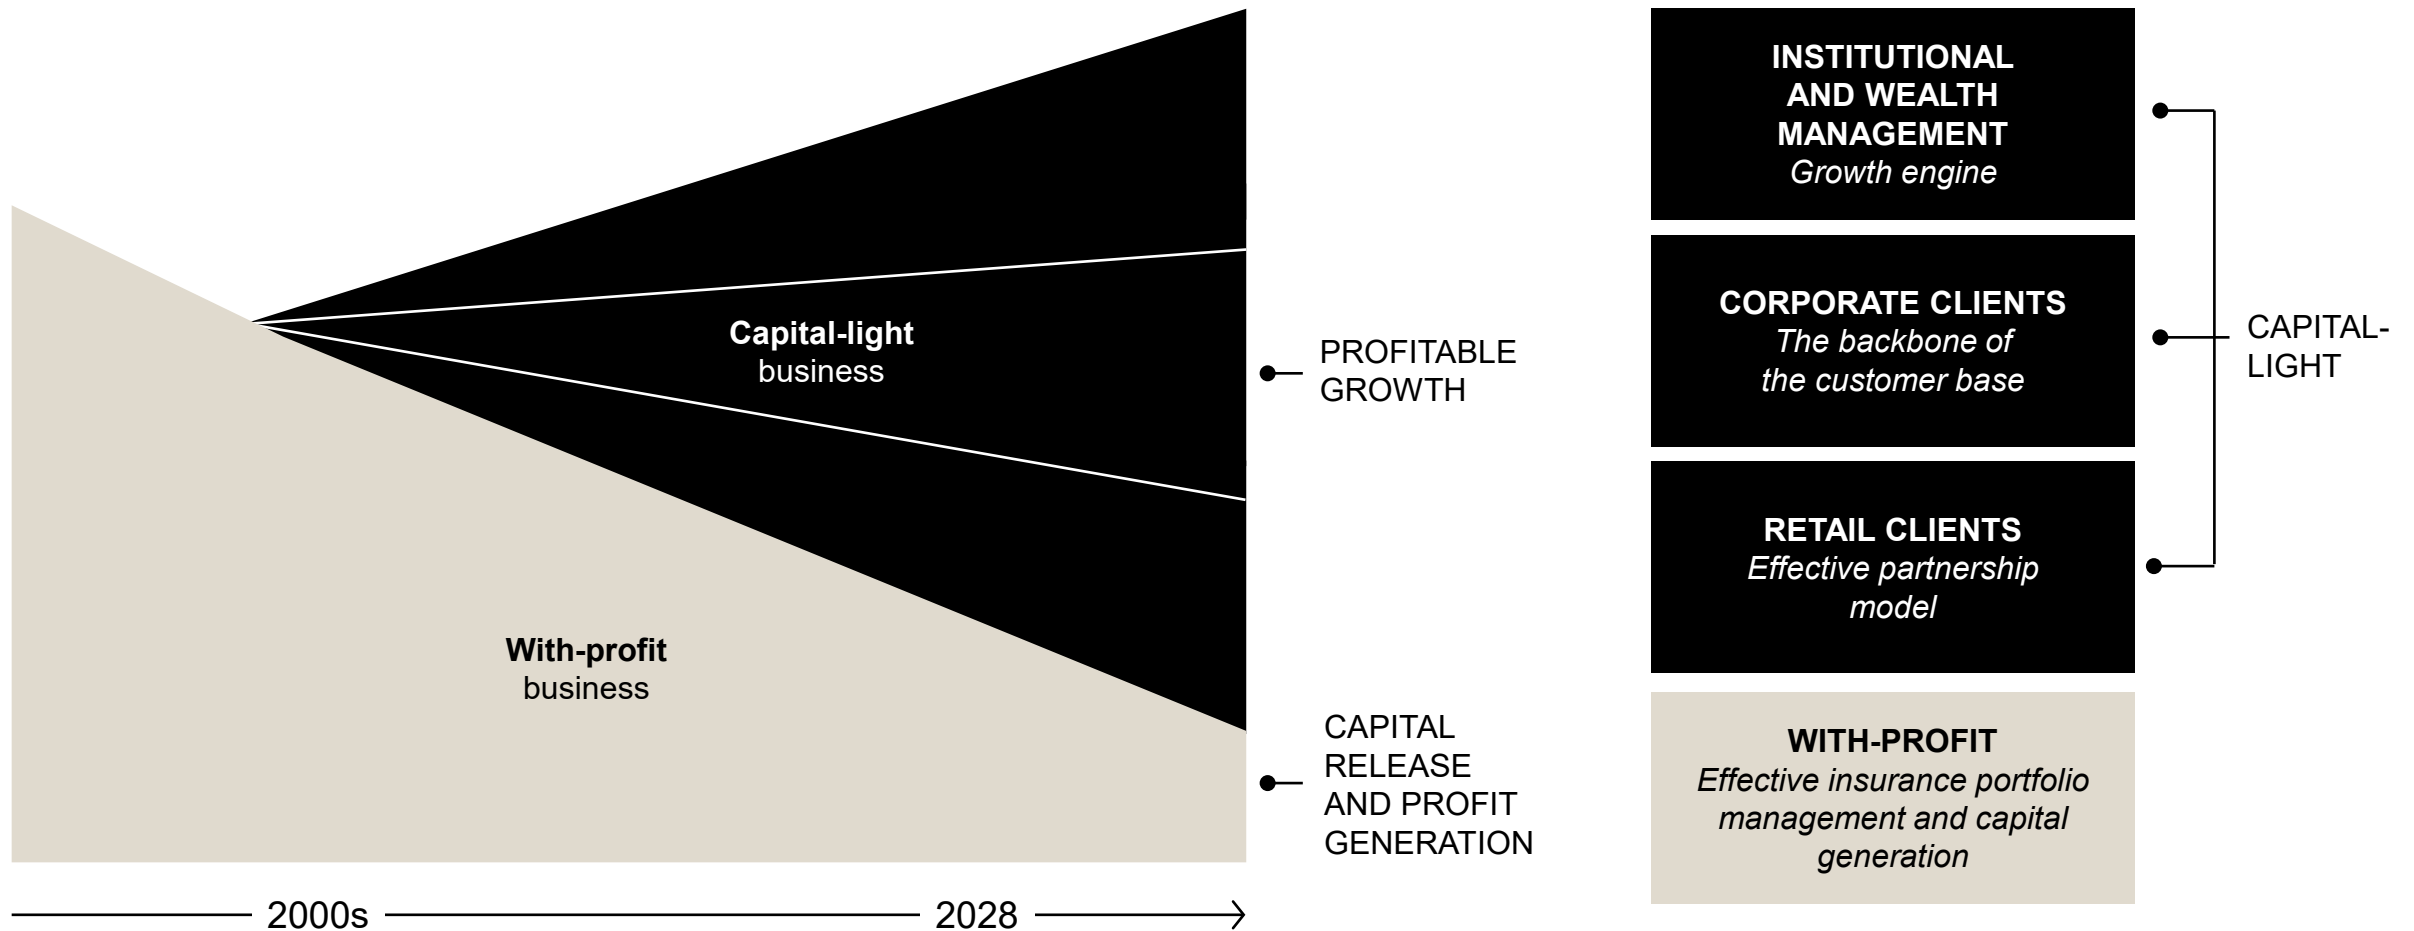 Capital-light
business
With-profit
business
2000s
2028
PROFITABLE
GROWTH
CAPITAL
RELEASE
AND PROFIT
GENERATION
INSTITUTIONAL
AND WEALTH
MANAGEMENT
Growth engine
CORPORATE CLIENTS
The backbone of
the customer base
RETAIL CLIENTS
Effective partnership
model
WITH-PROFIT
Effective insurance portfolio
management and capital
generation
CAPITAL-
LIGHT